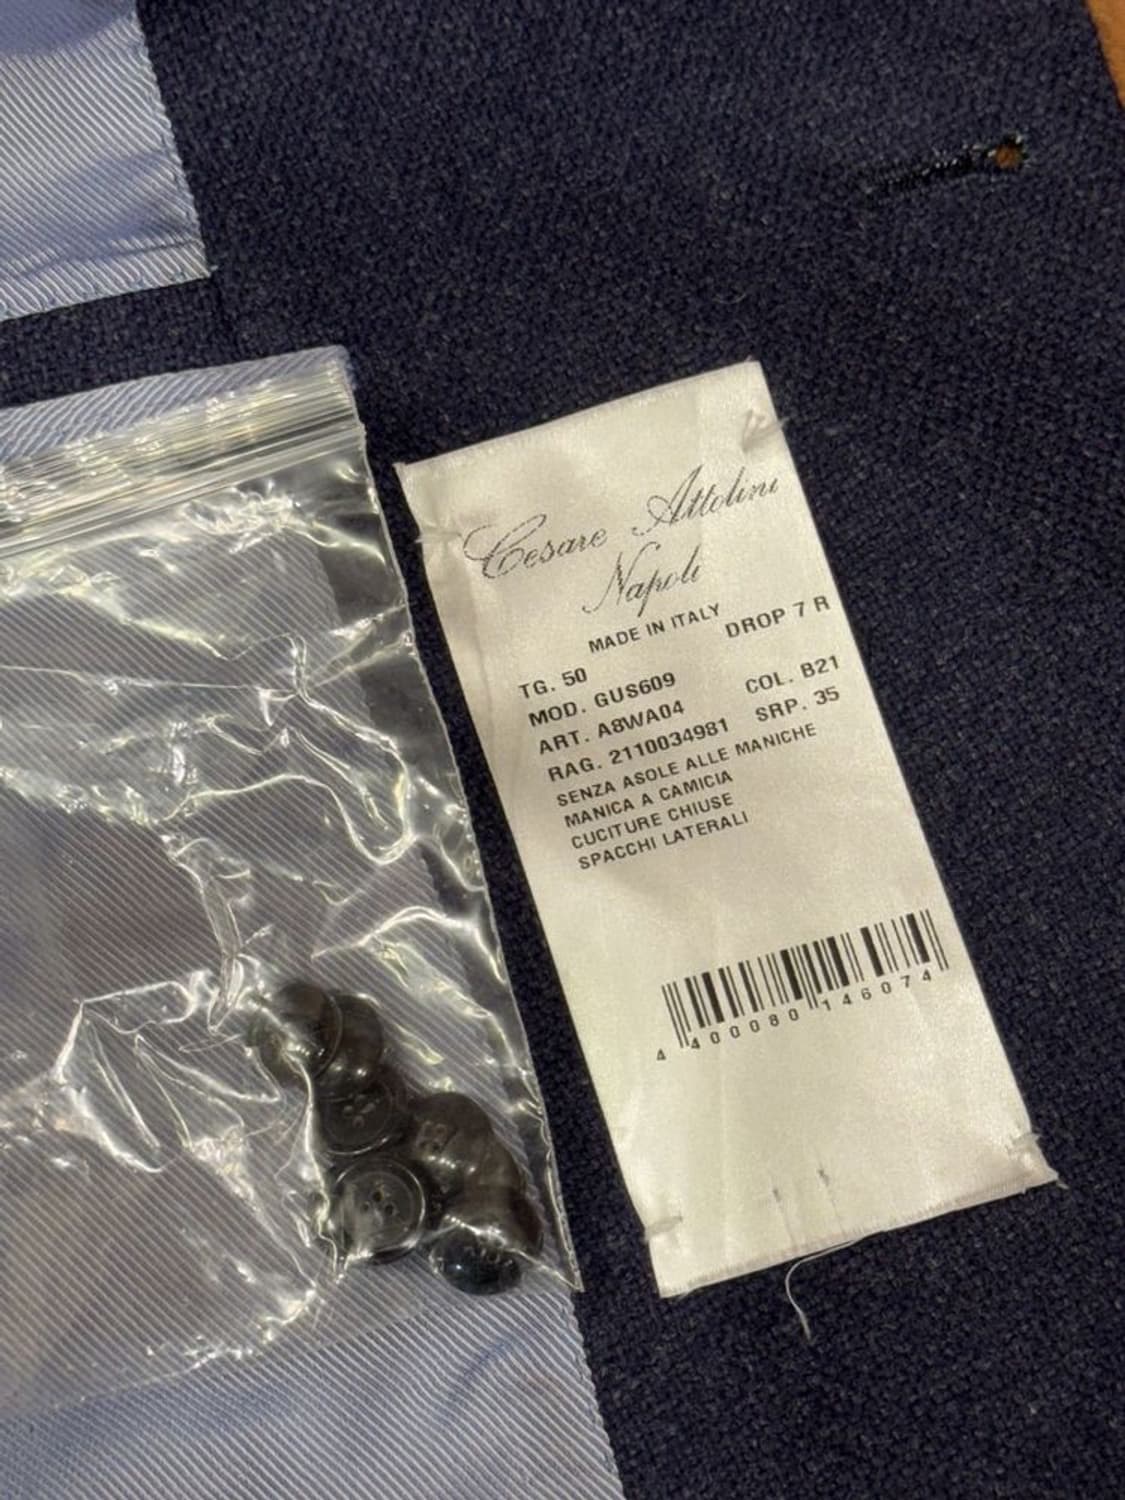 Cesare Attolini
Napoli
MADE IN ITALY
DROP 7 R
TG. 50
MOD. GUS609 COL. B21
ART. A8WA04 SRP. 35
RAG. 2110034981
SENZA ASOLE ALLE MANICHE
MANICA A CAMICIA
CUCITURE CHIUSE
SPACCHI LATERALI
4 400080 146074